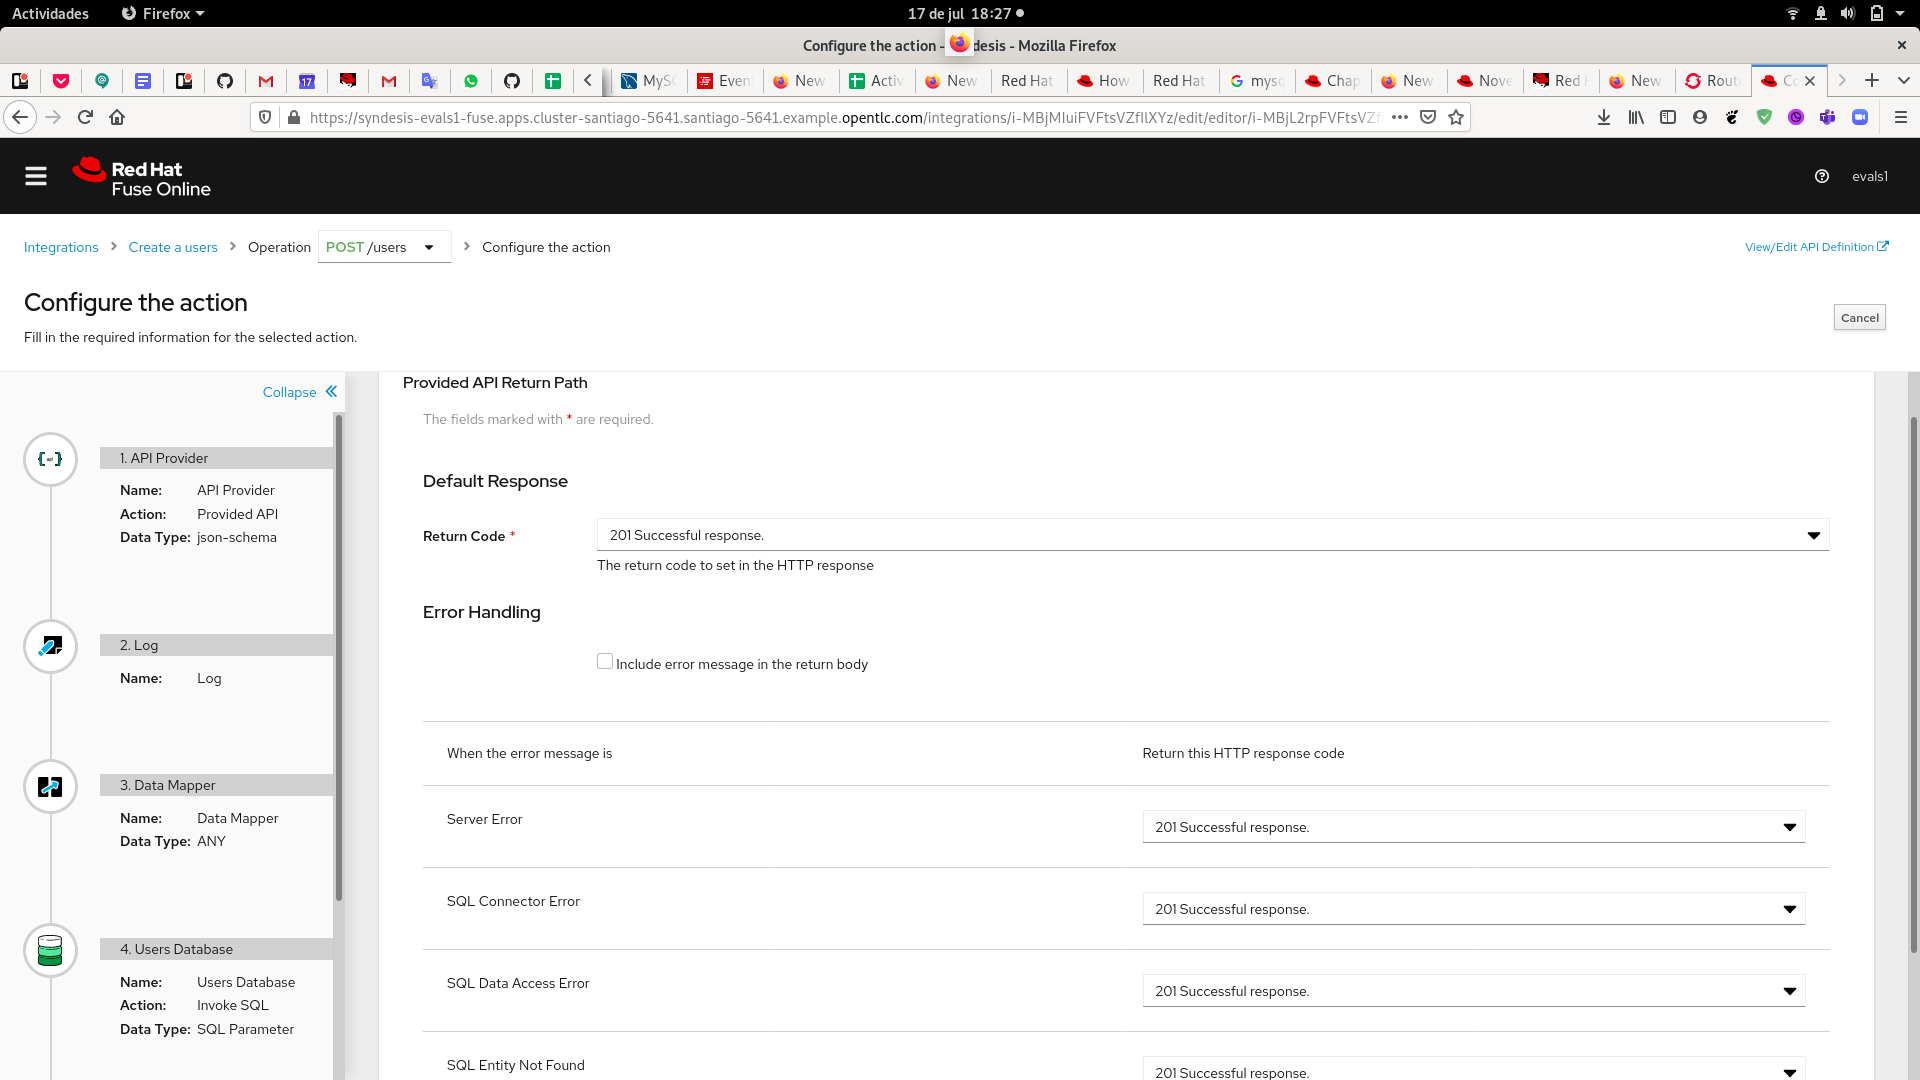 Actividades
Firefox
17 de jul 18:27
Configure the action - desis - Mozilla Firefox
17
MyS
Even
New
Activ
New
Red Hat
How
Red Hat
mysq
Chap
New
Nove
Red
New
Rout
Co
https://syndesis-evals1-fuse.apps.cluster-santiago-5641.santiago-5641.example.opentlc.com/integrations/
Red Hat
Fuse Online
evals1
Integrations
Create a users
Operation
POST /users
Configure the action
View/Edit API Definition
Configure the action
Fill in the required information for the selected action.
Cancel
Collapse
1. API Provider
Name: API Provider
Action: Provided API
Data Type: json-schema
2. Log
Name: Log
3. Data Mapper
Name: Data Mapper
Data Type: ANY
4. Users Database
Name: Users Database
Action: Invoke SQL
Data Type: SQL Parameter
Provided API Return Path
The fields marked with * are required.
Default Response
Return Code *
201 Successful response.
The return code to set in the HTTP response
Error Handling
Include error message in the return body
When the error message is
Return this HTTP response code
Server Error
201 Successful response.
SQL Connector Error
201 Successful response.
SQL Data Access Error
201 Successful response.
SQL Entity Not Found
201 Successful response.